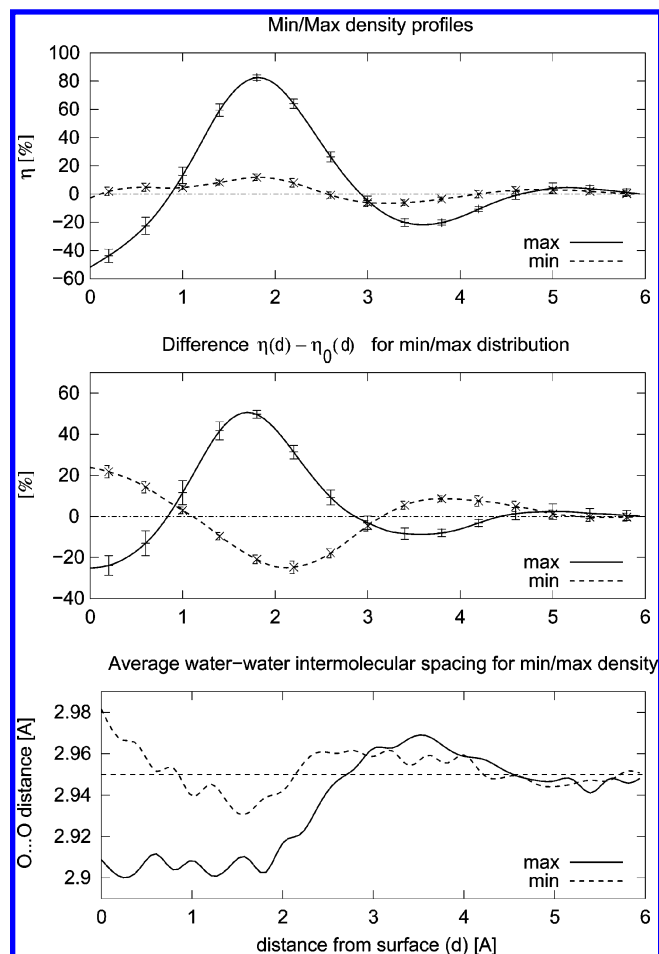 Min/Max density profiles
100
80
60
40
20
0
−20
−40
−60
η [%]
max
min
0 1 2 3 4 5 6
Difference η(d) − η0(d) for min/max distribution
60
40
20
0
−20
−40
[%]
max
min
0 1 2 3 4 5 6
Average water−water intermolecular spacing for min/max density
2.98
2.96
2.94
2.92
2.9
O...O distance [A]
max
min
0 1 2 3 4 5 6
distance from surface (d) [A]